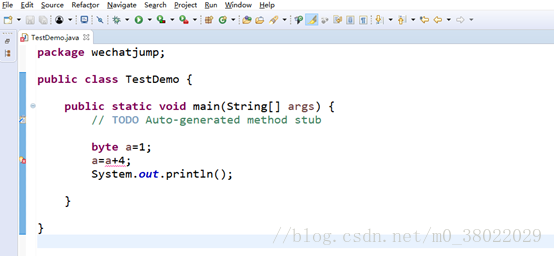 File Edit Source Refactor Navigate Search Project Run Window Help
TestDemo.java
package wechatjump;
public class TestDemo {
public static void main(String[] args) {
// TODO Auto-generated method stub
byte a=1;
a=a+4;
System.out.println();
}
}
//blog.csdn.net/m0_38022029